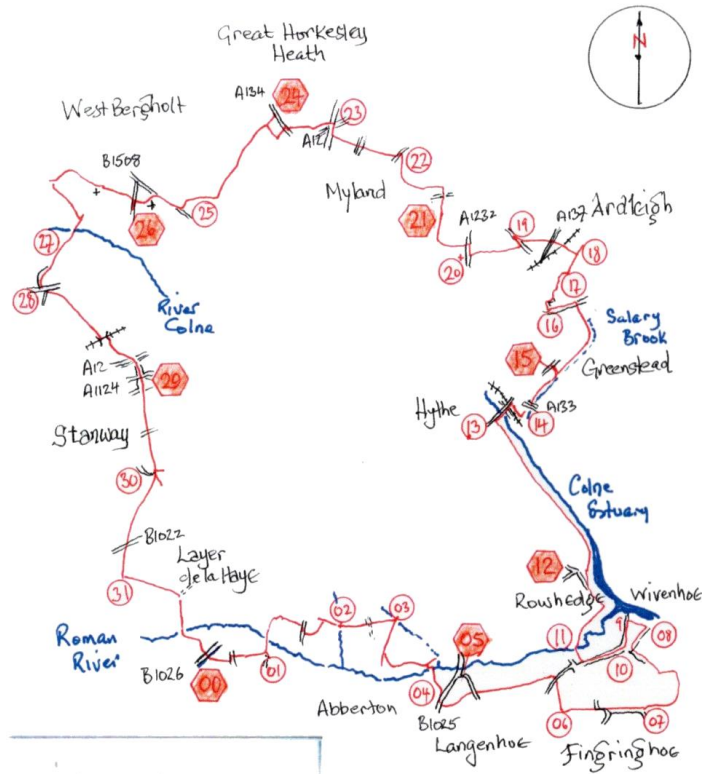 Great Horkesley
Heath
N
A134
24
23
West Bergholt
A12
B1508
22
Myland
26
25
21
A1232
19
A137
Ardleigh
20
18
27
17
28
16
River
Colne
Salary
Brook
15
Greenstead
A12
A1124
29
Hythe
13
14
A133
Stanway
30
Colne
Estuary
B1022
Layer
de la Haye
31
12
Rowhedge
Wivenhoe
02
03
9
08
Roman
River
05
11
10
B1026
00
01
04
Abberton
B1025
06
07
Langenhoe
Fingringhoe